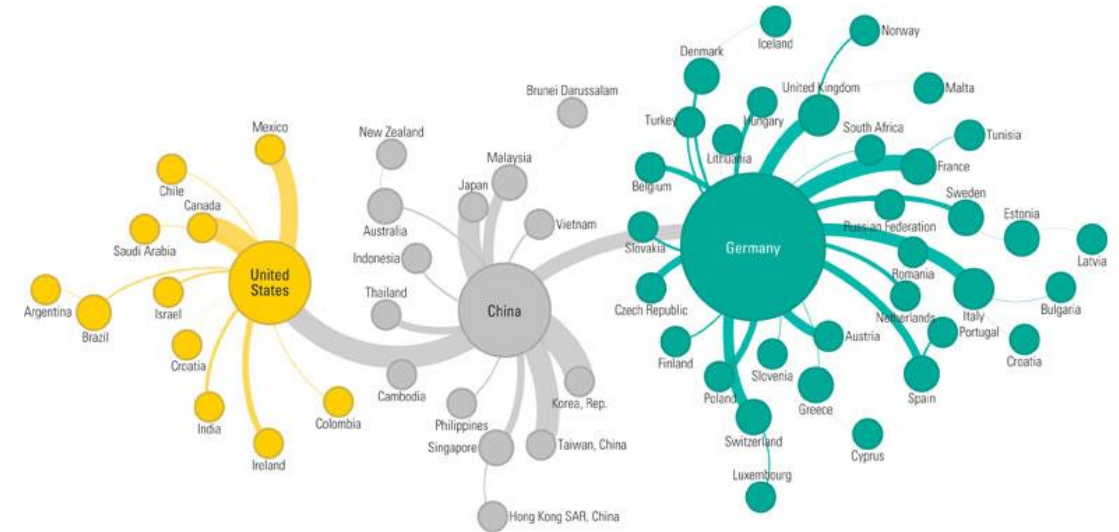 Mexico
Chile
Canada
Saudi Arabia
United
States
Argentina
Brazil
Israel
Croatia
India
Ireland
Colombia
Brunei Darussalam
New Zealand
Malaysia
Japan
Australia
Vietnam
Indonesia
Thailand
China
Cambodia
Philippines
Korea, Rep.
Singapore
Taiwan, China
Hong Kong SAR, China
Iceland
Norway
Denmark
United Kingdom
Malta
Turkey
Hungary
South Africa
Tunisia
Lithuania
France
Belgium
Sweden
Russian Federation
Estonia
Slovakia
Germany
Latvia
Romania
Czech Republic
Netherlands
Italy
Bulgaria
Portugal
Finland
Austria
Croatia
Slovenia
Poland
Greece
Spain
Switzerland
Cyprus
Luxembourg